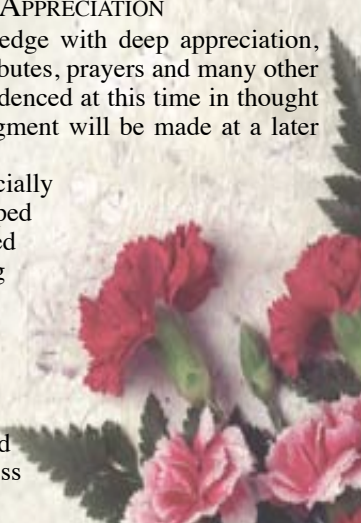 APPRECIATION
edge with deep appreciation,
butes, prayers and many other
denced at this time in thought
gment will be made at a later
cially
ped
ed
g
d
ss